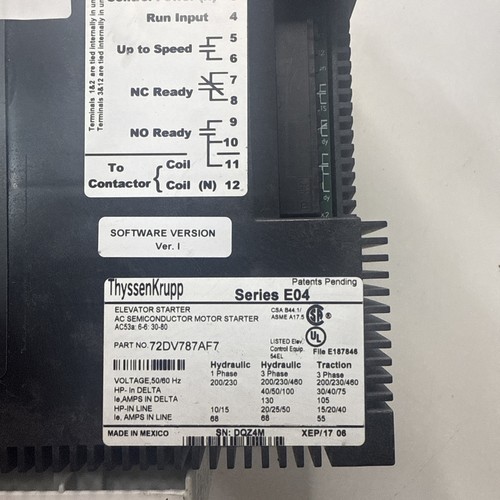 Run Input 4
Up to Speed 5
6
NC Ready 7
8
NO Ready 9
10
To Contactor { Coil 11
Coil (N) 12
Terminals 1&2 are tied internally in un
Terminals 3&12 are tied internally in un
SOFTWARE VERSION
Ver. I
Patents Pending
ThyssenKrupp Series E04
ELEVATOR STARTER
AC SEMICONDUCTOR MOTOR STARTER
AC53a: 6-6: 30-80
CSA B44.1/
ASME A17.5
PART NO. 72DV787AF7
LISTED Elev.
Control Equip.
54EL
File E187846
Hydraulic Hydraulic Traction
1 Phase 3 Phase 3 Phase
VOLTAGE,50/60 Hz 200/230 200/230/460 200/230/460
HP- In DELTA 40/50/100 30/40/75
Ie, AMPS IN DELTA 130 105
HP-IN LINE 10/15 20/25/50 15/20/40
Ie, AMPS IN LINE 68 68 55
MADE IN MEXICO SN: DQZ4M XEP/17 06